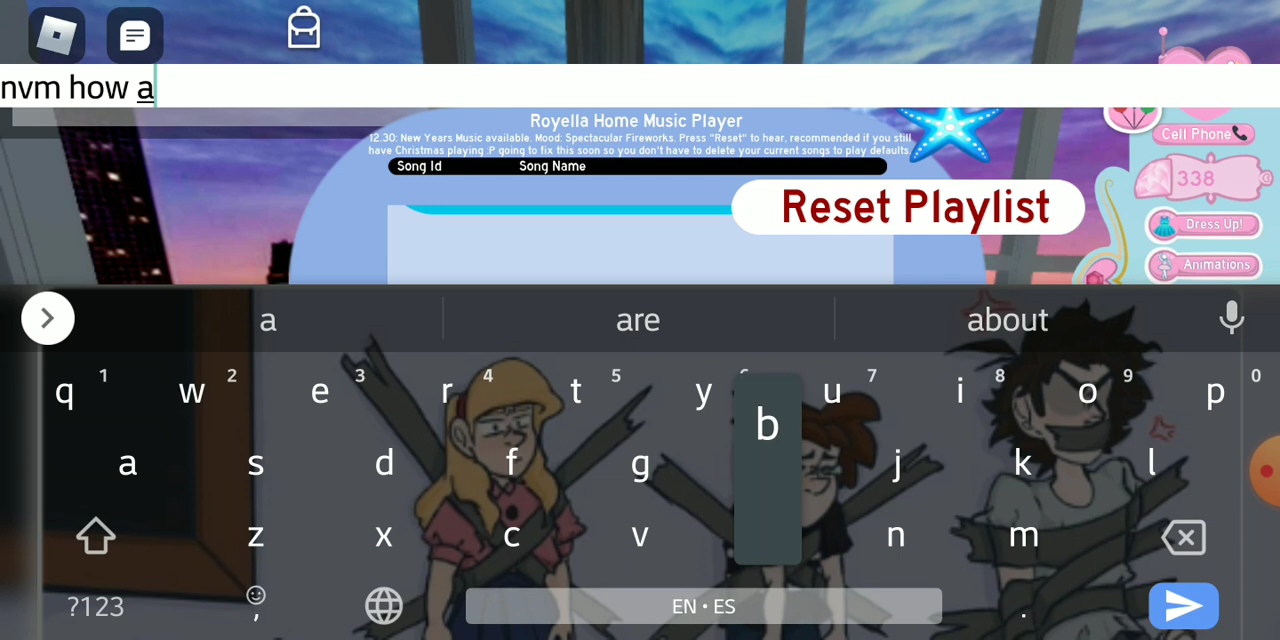 nvm how a
Royella Home Music Player
12.30: New Years Music available. Mood: Spectacular Fireworks. Press "Reset" to hear, recommended if you still
have Christmas playing :P going to fix this soon so you don't have to delete your current songs to play defaults.
Song Id Song Name
Cell Phone
338
Reset Playlist
Dress Up!
Animations
a are about
1 2 3 4 5 6 7 8 9 0
q w e r t y u i o p
b
a s d f g j k l
z x c v n m
?123 , EN • ES .